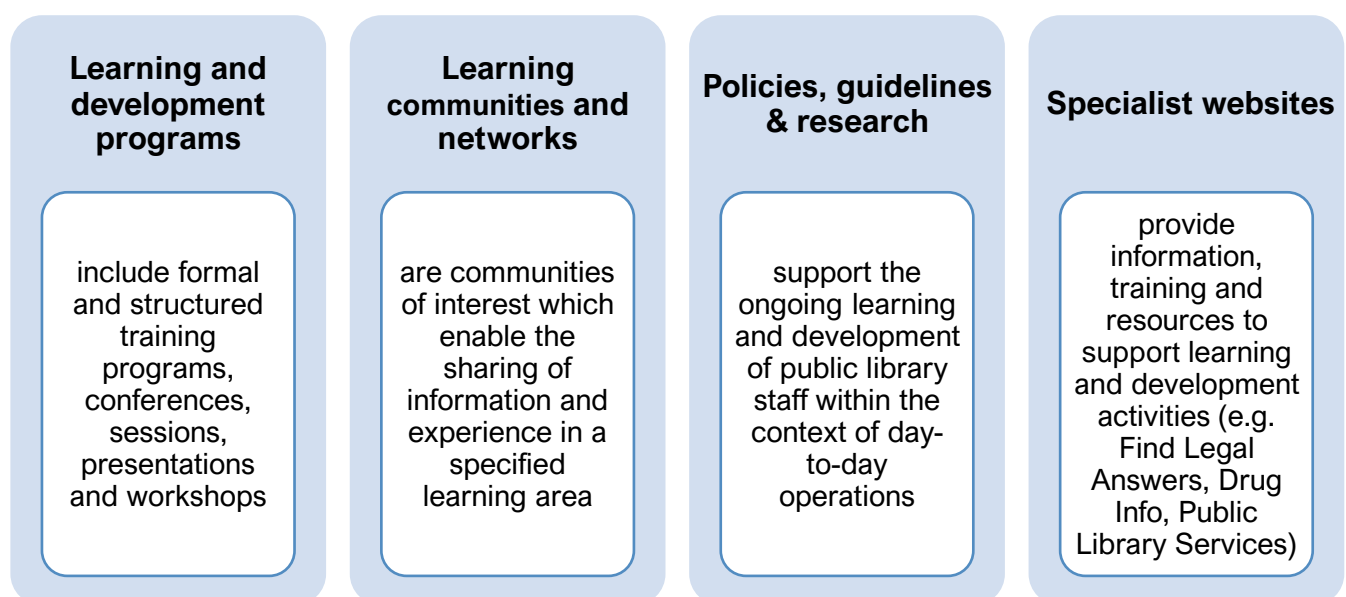 Learning and
development
programs
include formal
and structured
training
programs,
conferences,
sessions,
presentations
and workshops
Learning
communities and
networks
are communities
of interest which
enable the
sharing of
information and
experience in a
specified
learning area
Policies, guidelines
& research
support the
ongoing learning
and development
of public library
staff within the
context of day-
to-day
operations
Specialist websites
provide
information,
training and
resources to
support learning
and development
activities (e.g.
Find Legal
Answers, Drug
Info, Public
Library Services)